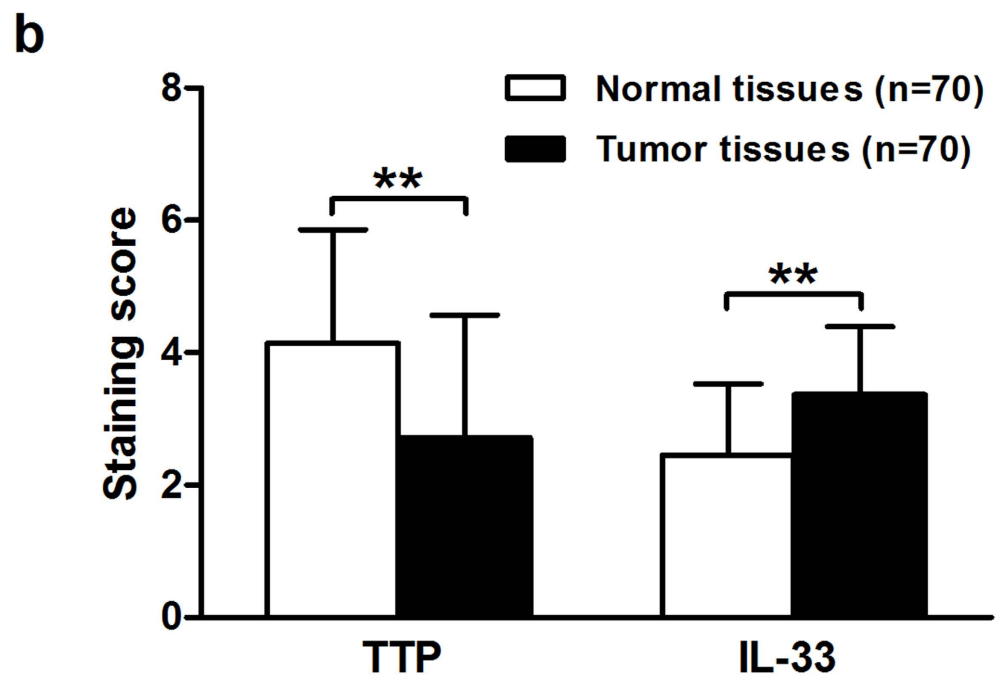 b
Normal tissues (n=70)
Tumor tissues (n=70)
Staining score
8
6
4
2
0
**
**
TTP
IL-33